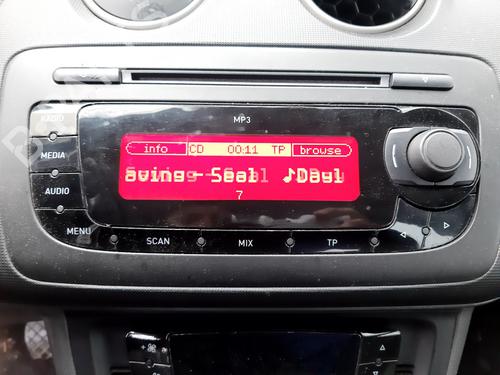 MP3
RADIO
info CD 00:11 TP browse
MEDIA
7
AUDIO
MENU SCAN MIX TP